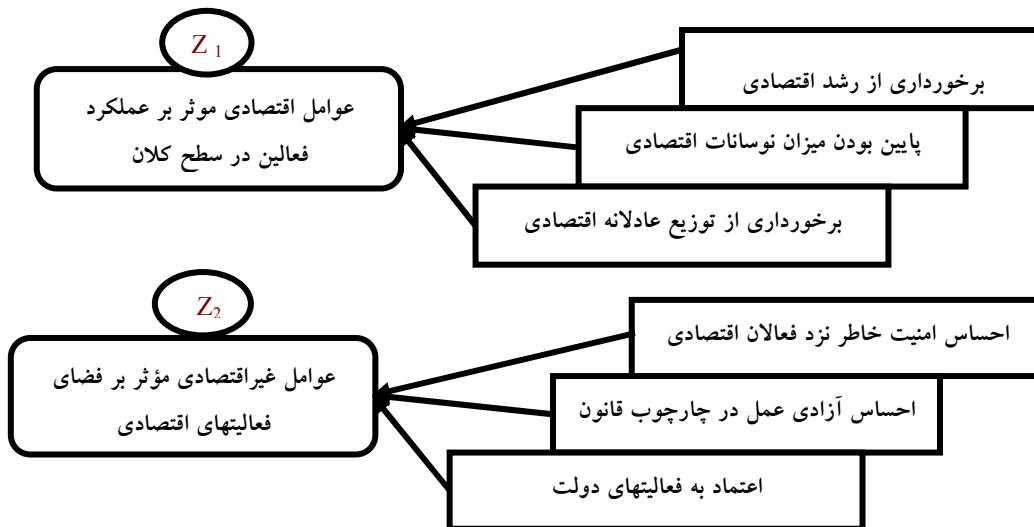 Z 1
عوامل اقتصادی موثر بر عملکرد
فعالین در سطح کلان
برخورداری از رشد اقتصادی
پایین بودن میزان نوسانات اقتصادی
برخورداری از توزیع عادلانه اقتصادی
Z2
عوامل غیراقتصادی مؤثر بر فضای
فعالیتهای اقتصادی
احساس امنیت خاطر نزد فعالان اقتصادی
احساس آزادی عمل در چارچوب قانون
اعتماد به فعالیتهای دولت